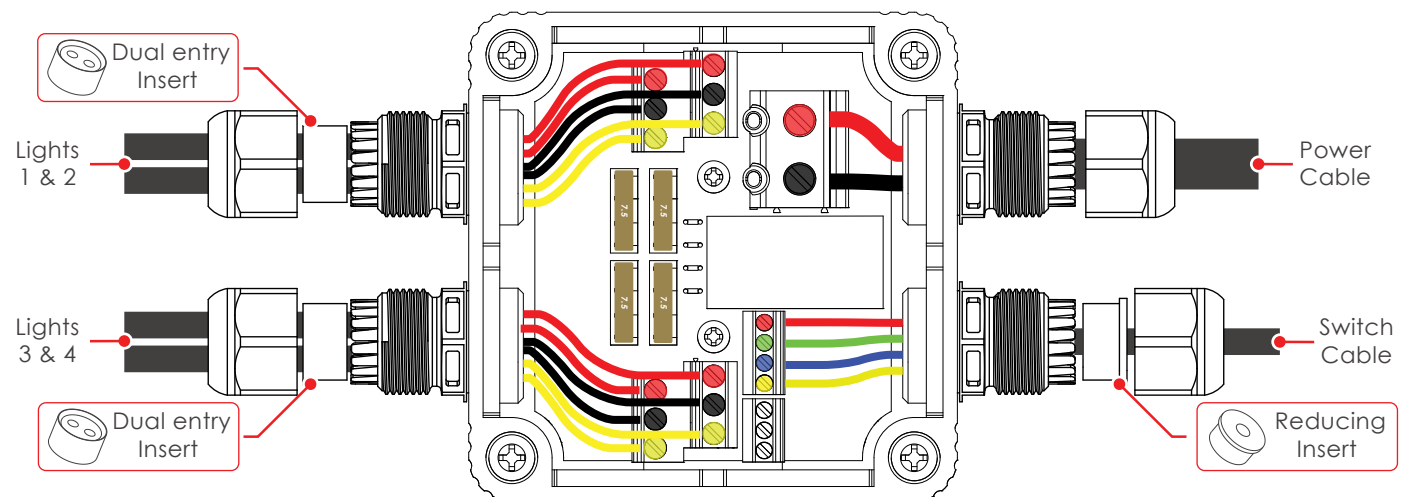 Dual entry
Insert
Lights
1 & 2
Power
Cable
7.5
7.5
7.5
7.5
Lights
3 & 4
Switch
Cable
Dual entry
Insert
Reducing
Insert